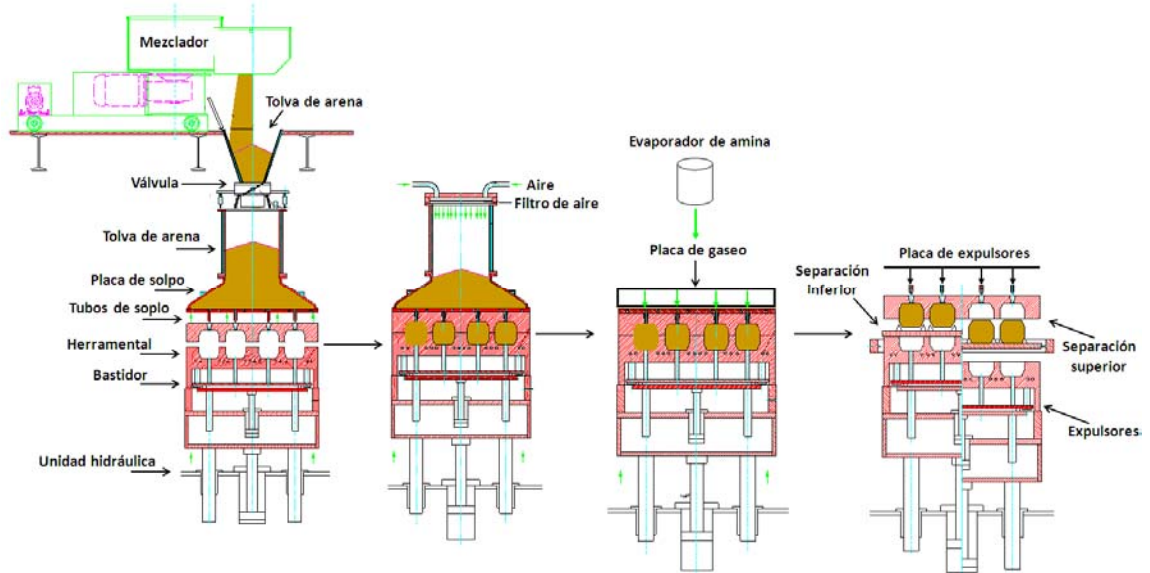 Mezclador
Tolva de arena
Válvula
Tolva de arena
Placa de solpo
Tubos de soplo
Herramental
Bastidor
Unidad hidráulica
Aire
Filtro de aire
Evaporador de amina
Placa de gaseo
Placa de expulsores
Separación
inferior
Separación
superior
Expulsores